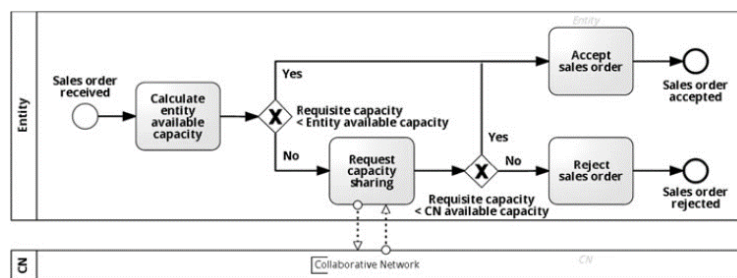 Entity
Entity
Sales order
received
Calculate
entity
available
capacity
Yes
Requisite capacity
< Entity available capacity
No
Request
capacity
sharing
Yes
No
Requisite capacity
< CN available capacity
Accept
sales order
Sales order
accepted
Reject
sales order
Sales order
rejected
CN
Collaborative Network
CN